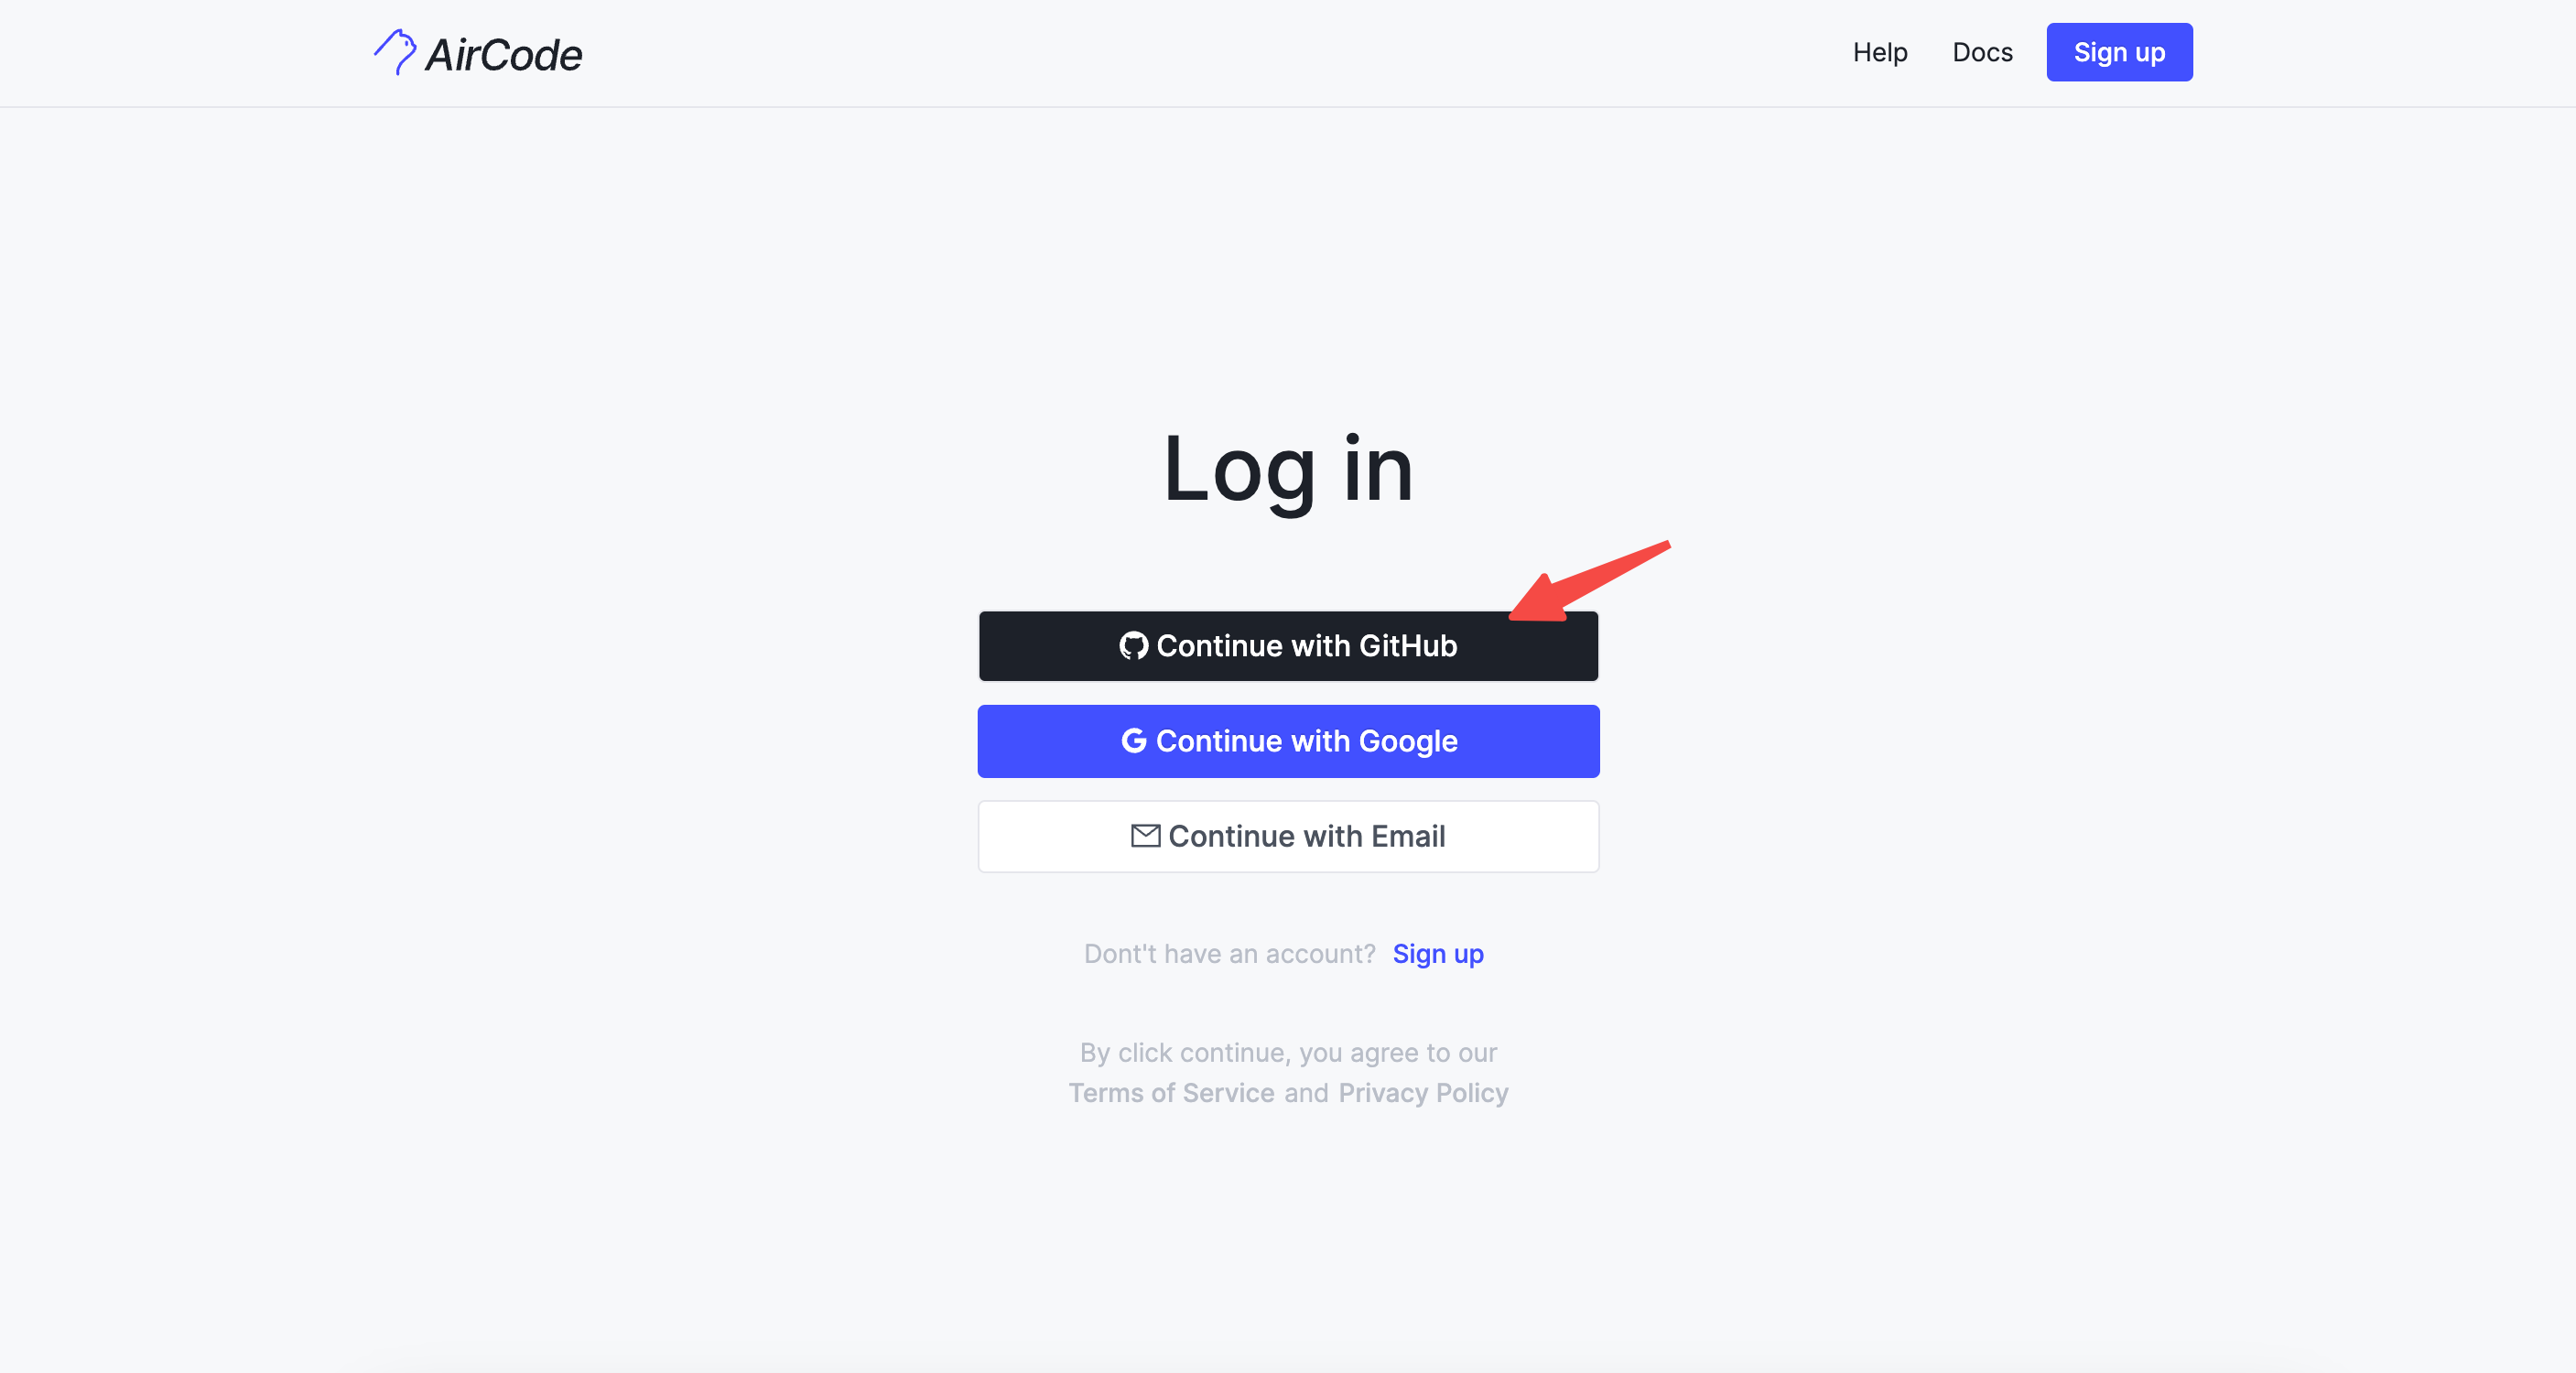 AirCode
Help
Docs
Sign up
Log in
Continue with GitHub
Continue with Google
Continue with Email
Dont't have an account? Sign up
By click continue, you agree to our
Terms of Service and Privacy Policy